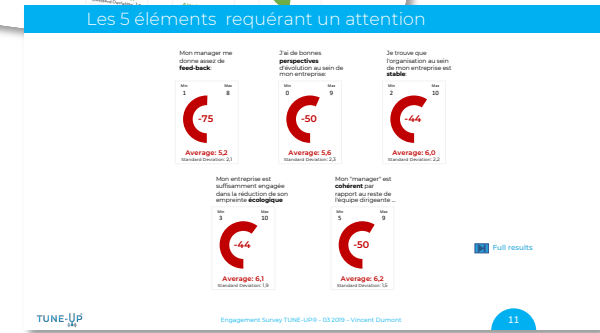 Les 5 éléments requérant un attention
Mon manager me
donne assez de
feed-back:
Min Max
1 8
-75
Average: 5,2
Standard Deviation: 2,1
J'ai de bonnes
perspectives
d'évolution au sein de
mon entreprise:
Min Max
0 9
-50
Average: 5,6
Standard Deviation: 2,3
Je trouve que
l'organisation au sein
de mon entreprise est
stable:
Min Max
2 10
-44
Average: 6,0
Standard Deviation: 2,2
Mon entreprise est
suffisamment engagée
dans la réduction de son
empreinte écologique
Min Max
3 10
-44
Average: 6,1
Standard Deviation: 1,9
Mon "manager" est
cohérent par
rapport au reste de
l'équipe dirigeante ...
Min Max
5 9
-50
Average: 6,2
Standard Deviation: 1,5
Full results
TUNE-UP
Engagement Survey TUNE-UP® - 03 2019 - Vincent Dumont
11